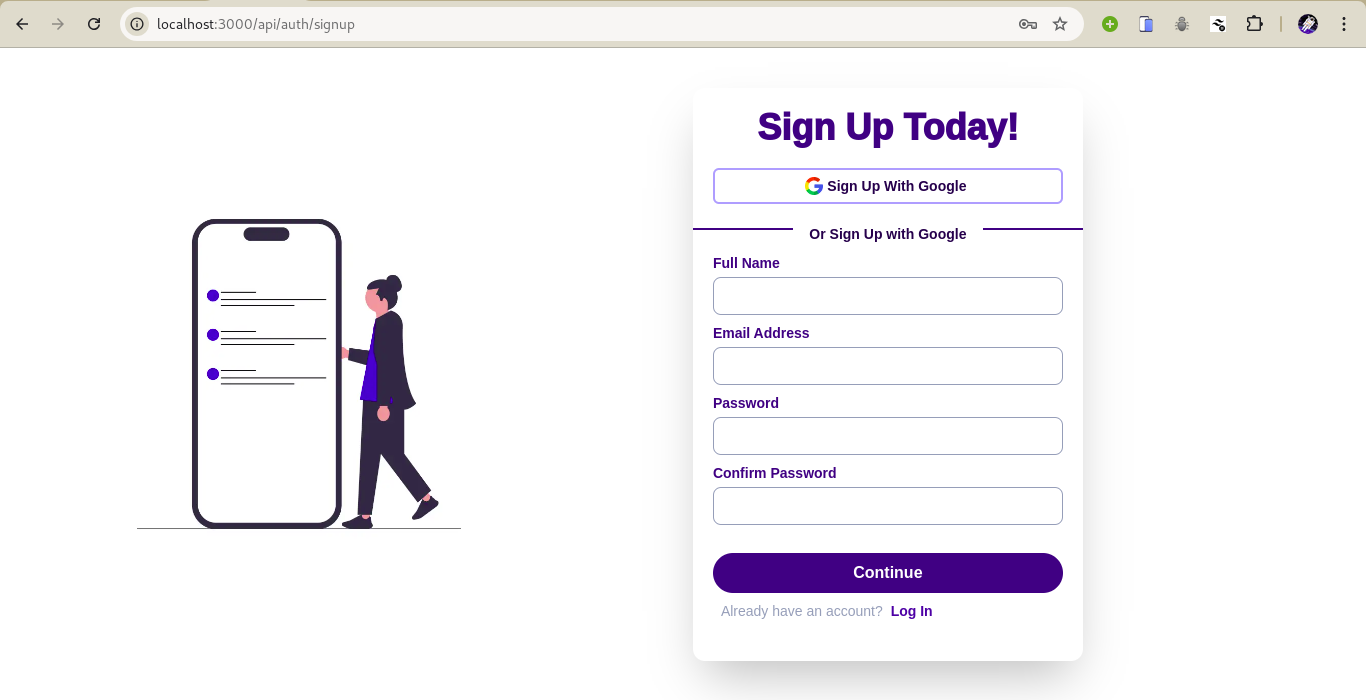 localhost:3000/api/auth/signup
Sign Up Today!
Sign Up With Google
Or Sign Up with Google
Full Name
Email Address
Password
Confirm Password
Continue
Already have an account? Log In